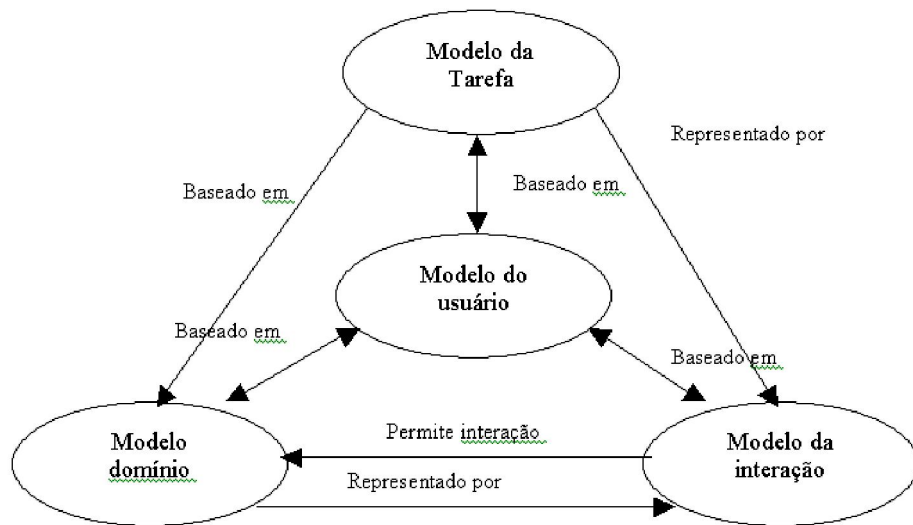 Modelo da
Tarefa
Representado por
Baseado em
Baseado em
Modelo do
usuário
Baseado em
Baseado em
Modelo
domínio
Permite interação
Modelo da
interação
Representado por